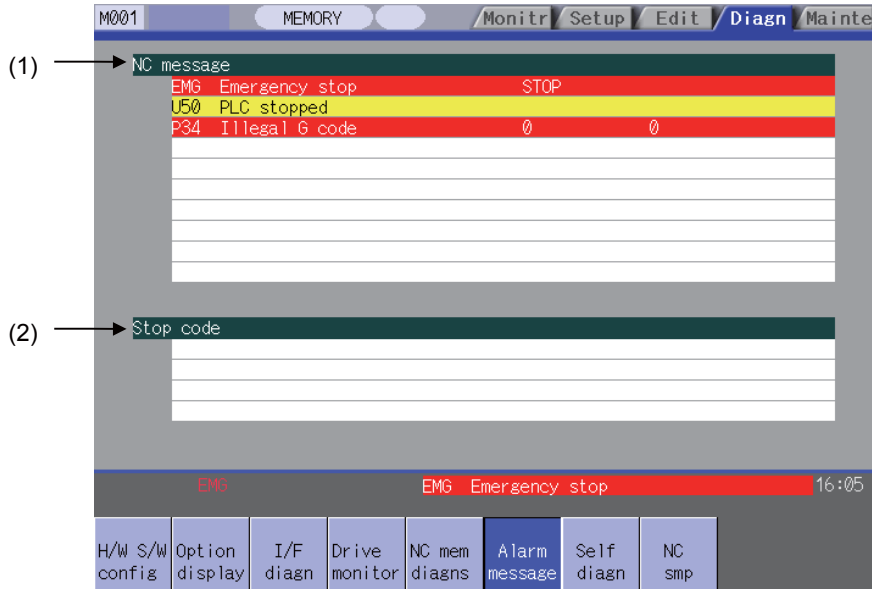 M001 MEMORY Monitr Setup Edit Diagn Mainte
(1) NC message
EMG Emergency stop STOP
U50 PLC stopped
P34 Illegal G code 0 0
(2) Stop code
EMG EMG Emergency stop 16:05
H/W S/W Option I/F Drive NC mem Alarm Self NC
config display diagn monitor diagns message diagn smp